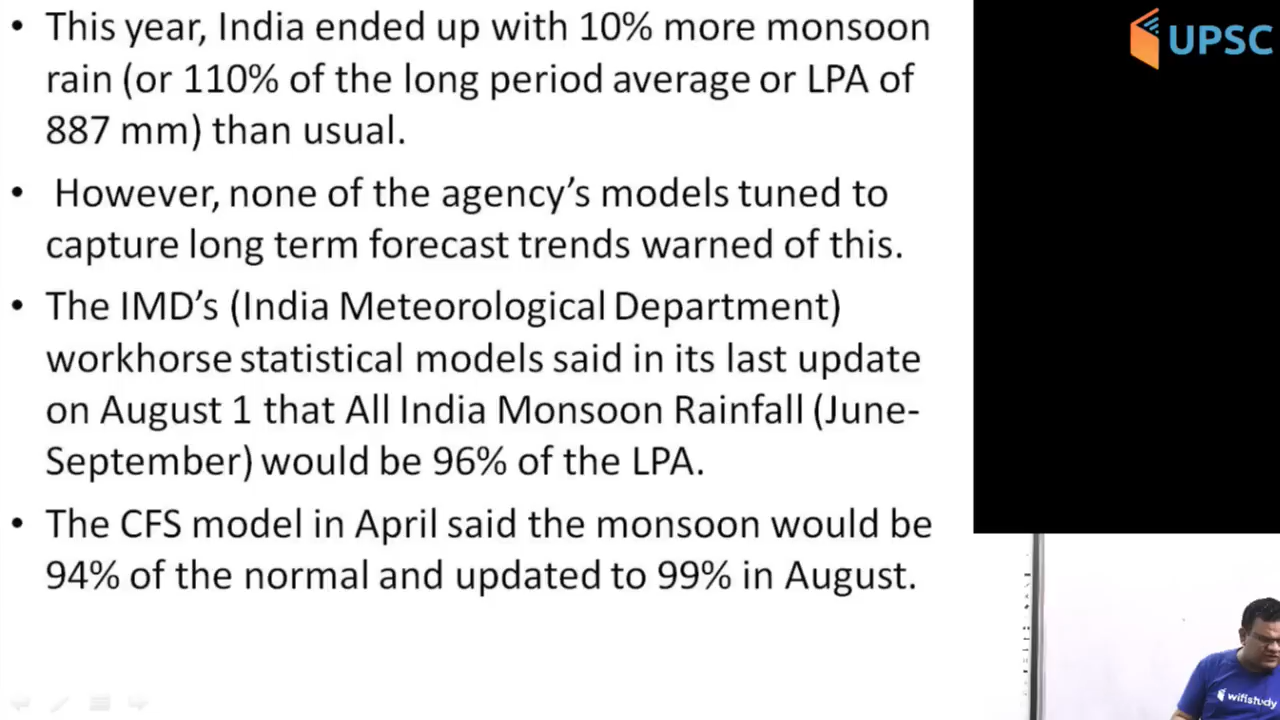 • This year, India ended up with 10% more monsoon
rain (or 110% of the long period average or LPA of
887 mm) than usual.
• However, none of the agency's models tuned to
capture long term forecast trends warned of this.
• The IMD's (India Meteorological Department)
workhorse statistical models said in its last update
on August 1 that All India Monsoon Rainfall (June-
September) would be 96% of the LPA.
• The CFS model in April said the monsoon would be
94% of the normal and updated to 99% in August.
UPSC
wifistudy